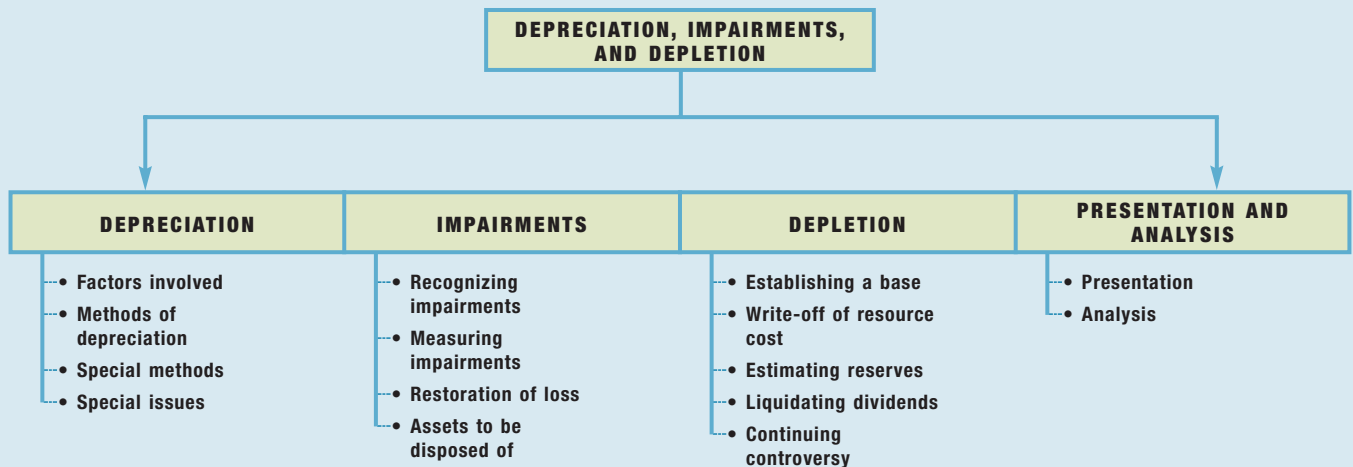 DEPRECIATION, IMPAIRMENTS,
AND DEPLETION
DEPRECIATION
• Factors involved
• Methods of
depreciation
• Special methods
• Special issues
IMPAIRMENTS
• Recognizing
impairments
• Measuring
impairments
• Restoration of loss
• Assets to be
disposed of
DEPLETION
• Establishing a base
• Write-off of resource
cost
• Estimating reserves
• Liquidating dividends
• Continuing
controversy
PRESENTATION AND
ANALYSIS
• Presentation
• Analysis